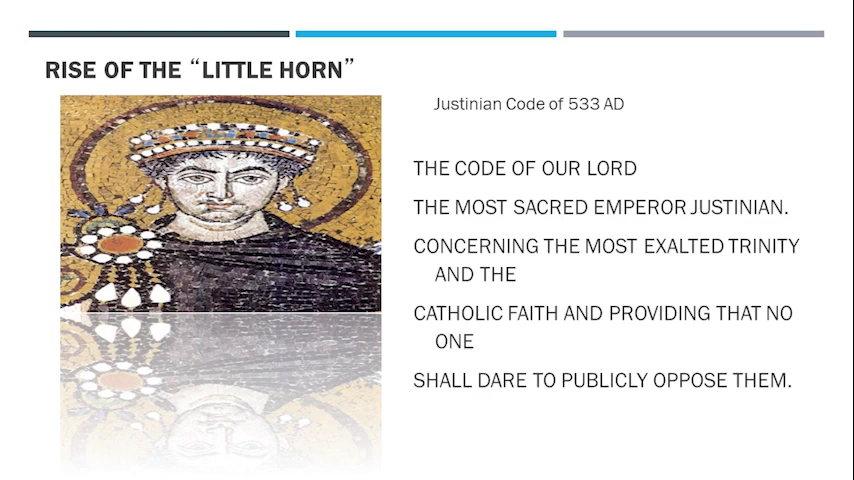 RISE OF THE “LITTLE HORN”
Justinian Code of 533 AD
THE CODE OF OUR LORD
THE MOST SACRED EMPEROR JUSTINIAN.
CONCERNING THE MOST EXALTED TRINITY
AND THE
CATHOLIC FAITH AND PROVIDING THAT NO
ONE
SHALL DARE TO PUBLICLY OPPOSE THEM.